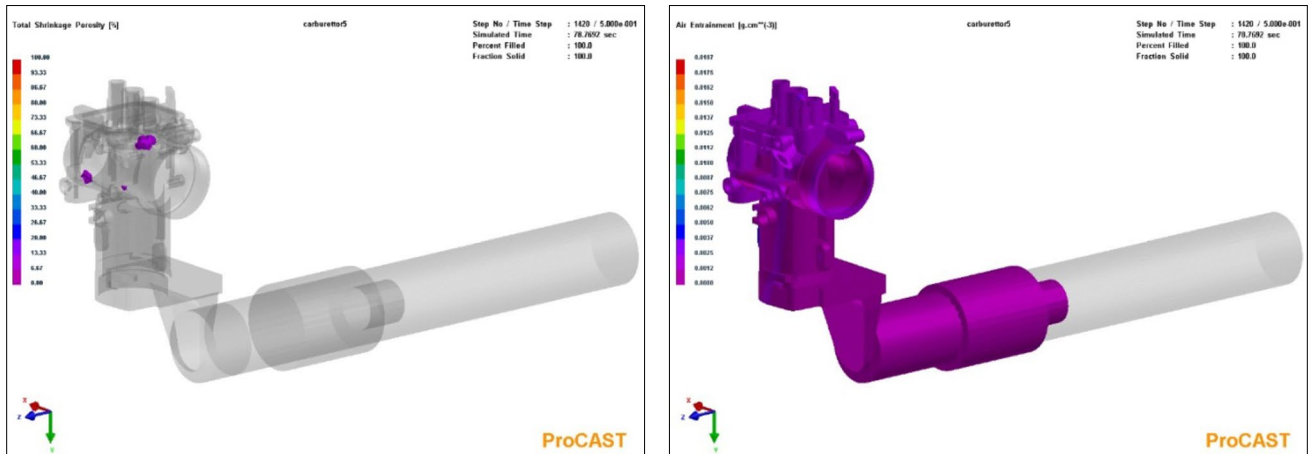 Total Shrinkage Porosity [%]
carburettor5
Step No / Time Step : 1420 / 5.000e-001
Simulated Time : 78.7692 sec
Percent Filled : 100.0
Fraction Solid : 100.0
100.00
93.33
86.67
80.00
73.33
66.67
60.00
53.33
46.67
40.00
33.33
26.67
20.00
13.33
6.67
0.00
X
Z
Y
ProCAST
Air Entrainment [g.cm**(-3)]
carburettor5
Step No / Time Step : 1420 / 5.000e-001
Simulated Time : 78.7692 sec
Percent Filled : 100.0
Fraction Solid : 100.0
0.0187
0.0175
0.0162
0.0150
0.0137
0.0125
0.0112
0.0100
0.0087
0.0075
0.0062
0.0050
0.0037
0.0025
0.0012
0.0000
X
Z
Y
ProCAST